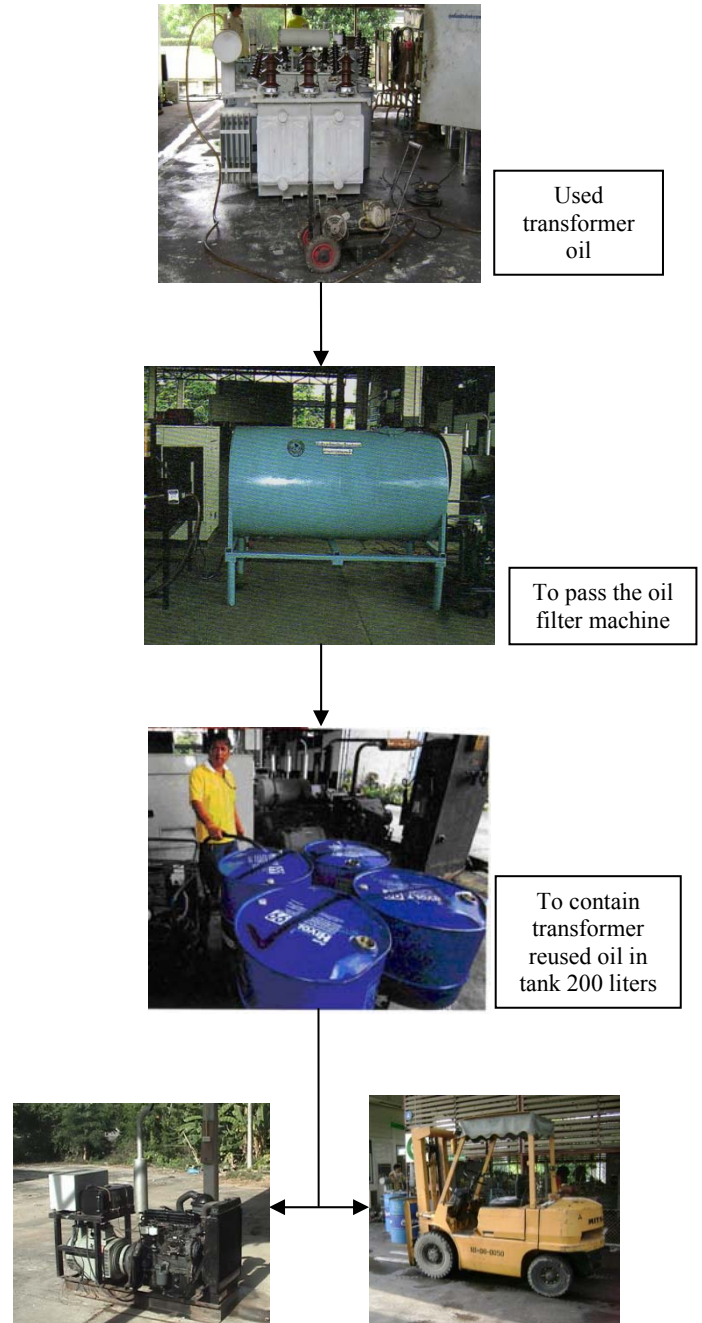 Used
transformer
oil
To pass the oil
filter machine
To contain
transformer
reused oil in
tank 200 liters